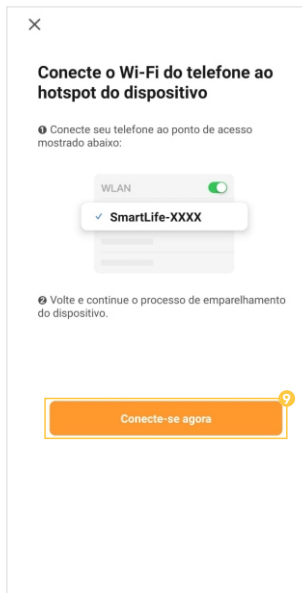 Conecte o Wi-Fi do telefone ao
hotspot do dispositivo
❶ Conecte seu telefone ao ponto de acesso
mostrado abaixo:
WLAN
✓ SmartLife-XXXX
❷ Volte e continue o processo de emparelhamento
do dispositivo.
9
Conecte-se agora